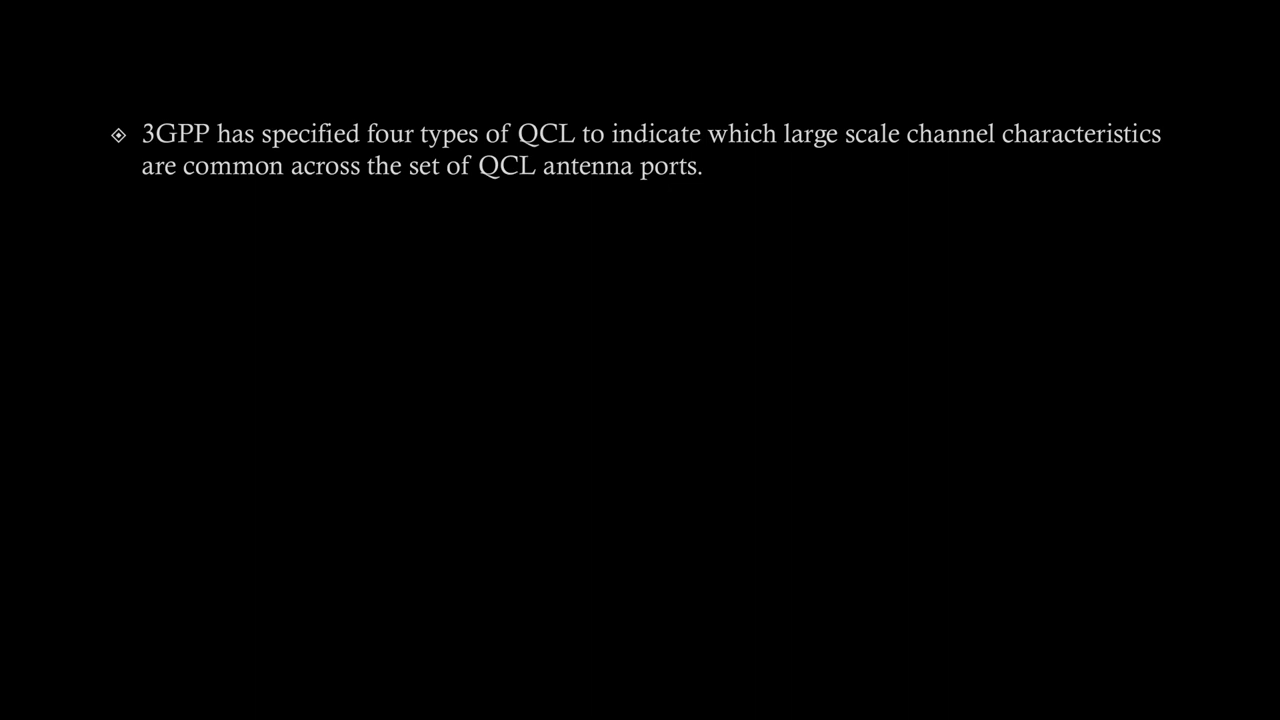 3GPP has specified four types of QCL to indicate which large scale channel characteristics
are common across the set of QCL antenna ports.